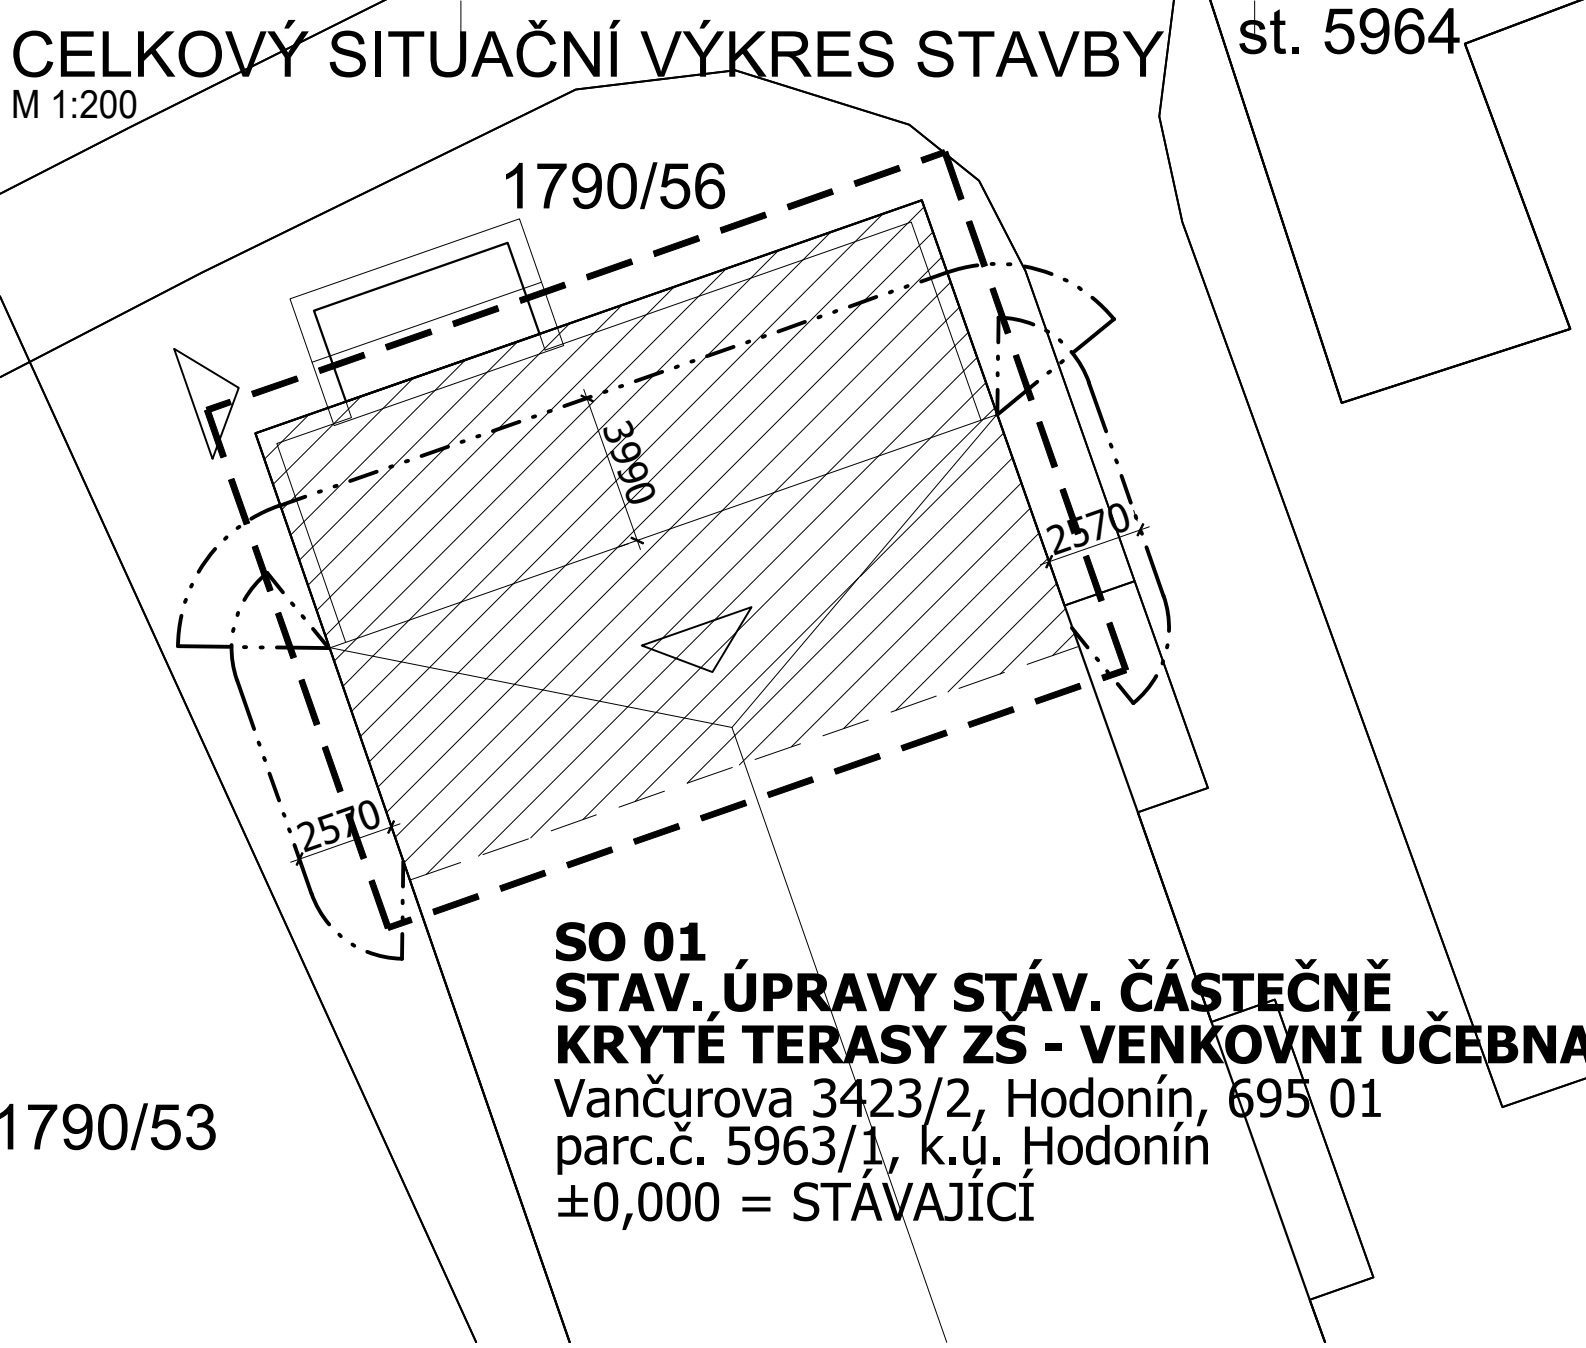 CELKOVÝ SITUAČNÍ VÝKRES STAVBY
M 1:200
st. 5964
1790/56
3990
2570
2570
SO 01
STAV. ÚPRAVY STÁV. ČÁSTEČNĚ
KRYTÉ TERASY ZŠ - VENKOVNÍ UČEBNA
Vančurova 3423/2, Hodonín, 695 01
parc.č. 5963/1, k.ú. Hodonín
±0,000 = STÁVAJÍCÍ
1790/53